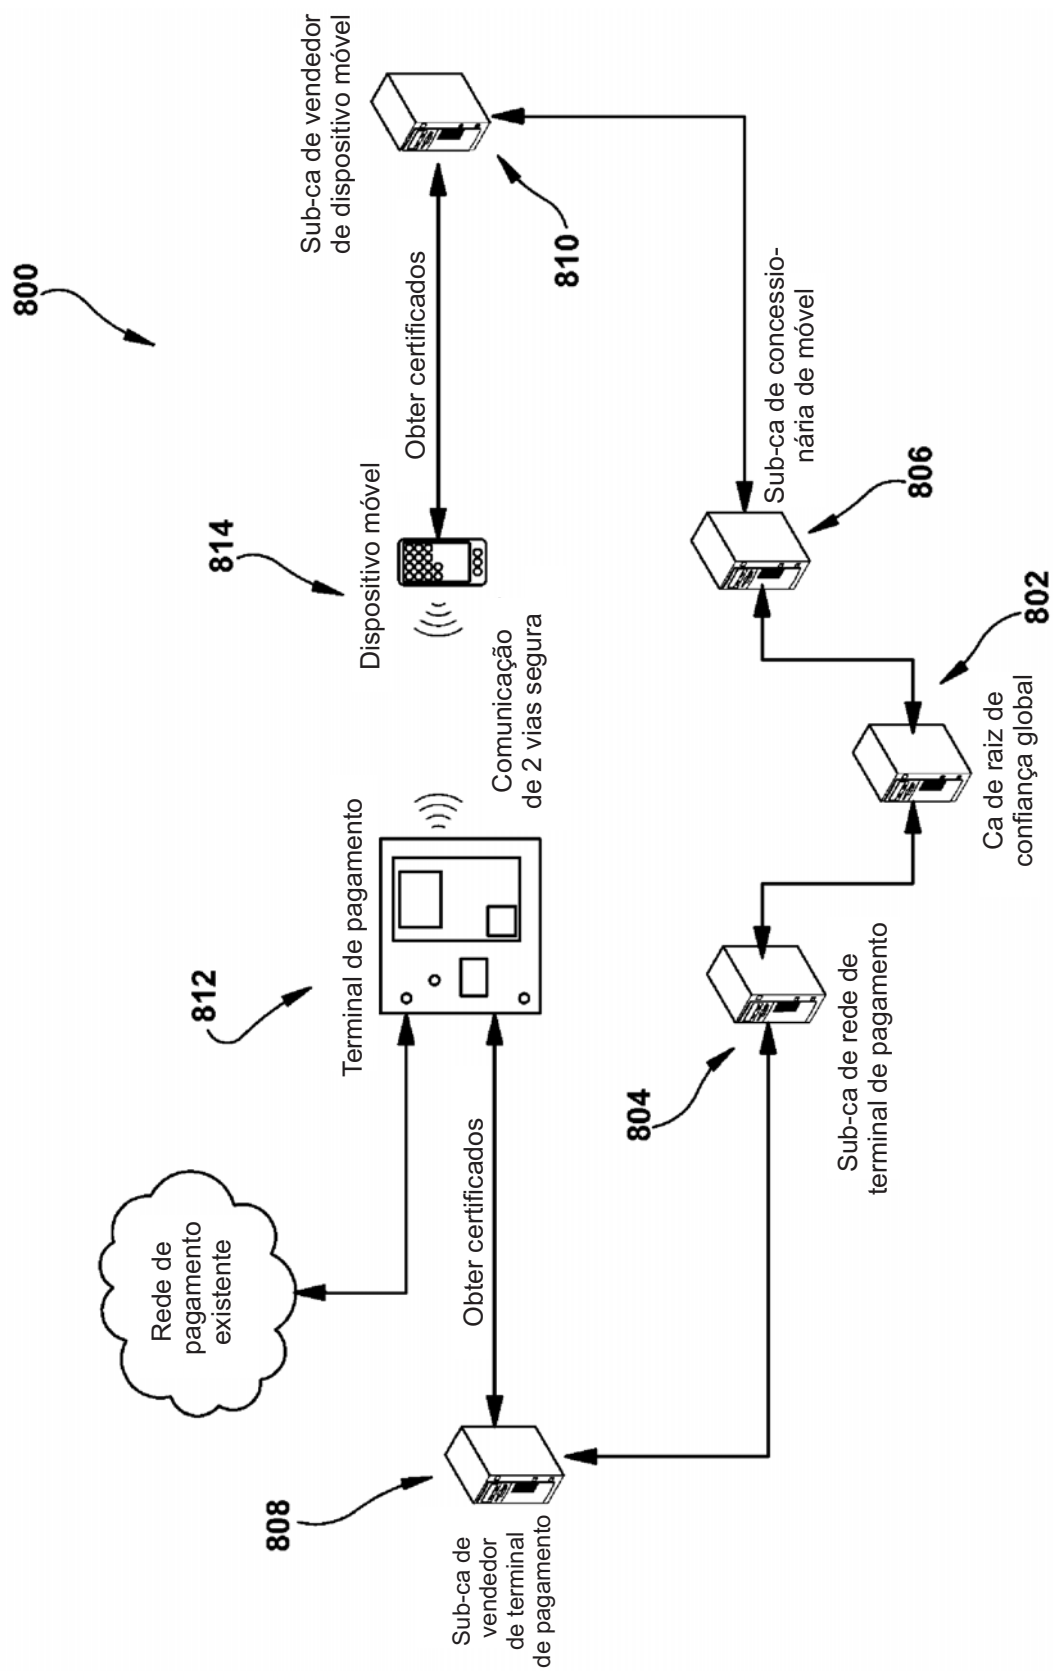 800
Rede de
pagamento
existente
812
Terminal de pagamento
814
Dispositivo móvel
Sub-ca de vendedor
de dispositivo móvel
808
Sub-ca de
vendedor
de terminal
de pagamento
Obter certificados
Comunicação
de 2 vias segura
Obter certificados
810
804
Sub-ca de rede de
terminal de pagamento
Sub-ca de concessio-
nária de móvel
806
802
Ca de raiz de
confiança global